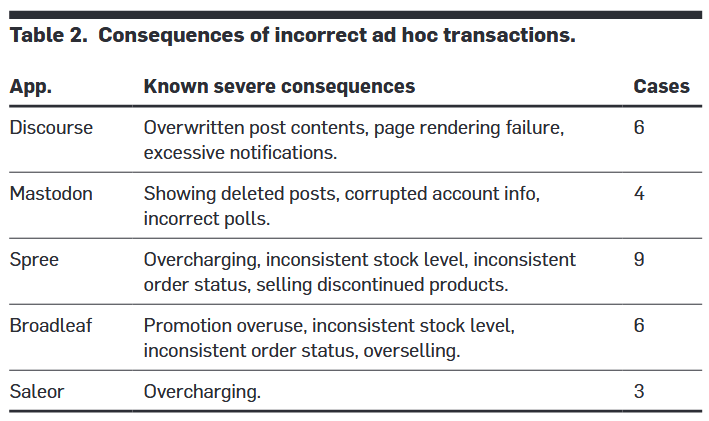 Table 2. Consequences of incorrect ad hoc transactions.
App. Known severe consequences Cases
Discourse Overwritten post contents, page rendering failure, 6
excessive notifications.
Mastodon Showing deleted posts, corrupted account info, 4
incorrect polls.
Spree Overcharging, inconsistent stock level, inconsistent 9
order status, selling discontinued products.
Broadleaf Promotion overuse, inconsistent stock level, 6
inconsistent order status, overselling.
Saleor Overcharging. 3